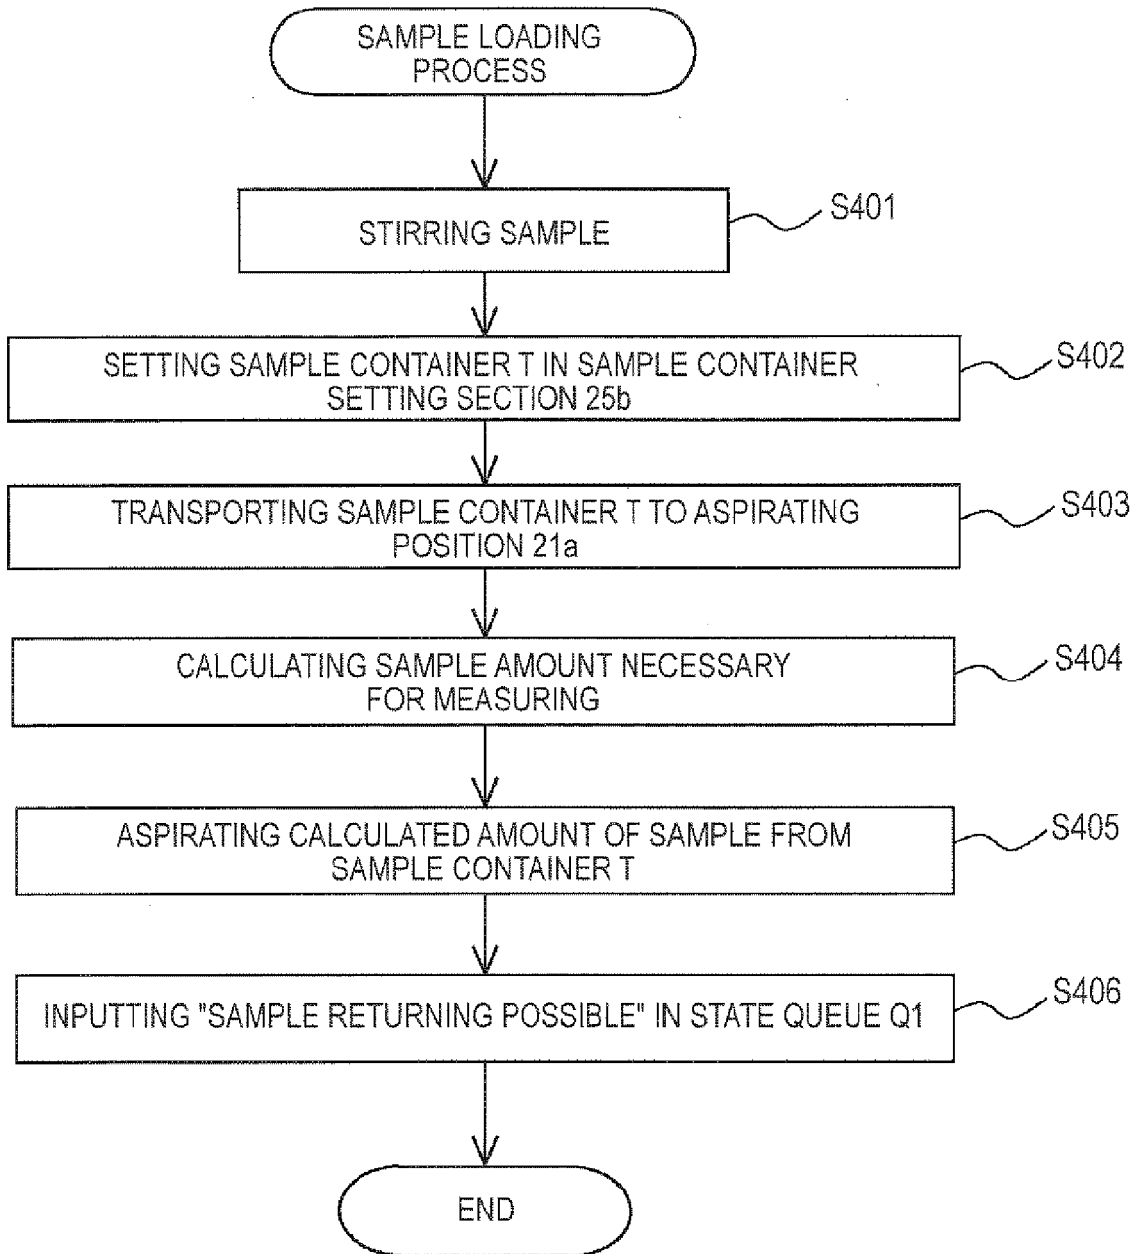 SAMPLE LOADING
PROCESS
STIRRING SAMPLE
S401
SETTING SAMPLE CONTAINER T IN SAMPLE CONTAINER
SETTING SECTION 25b
S402
TRANSPORTING SAMPLE CONTAINER T TO ASPIRATING
POSITION 21a
S403
CALCULATING SAMPLE AMOUNT NECESSARY
FOR MEASURING
S404
ASPIRATING CALCULATED AMOUNT OF SAMPLE FROM
SAMPLE CONTAINER T
S405
INPUTTING "SAMPLE RETURNING POSSIBLE" IN STATE QUEUE Q1
S406
END